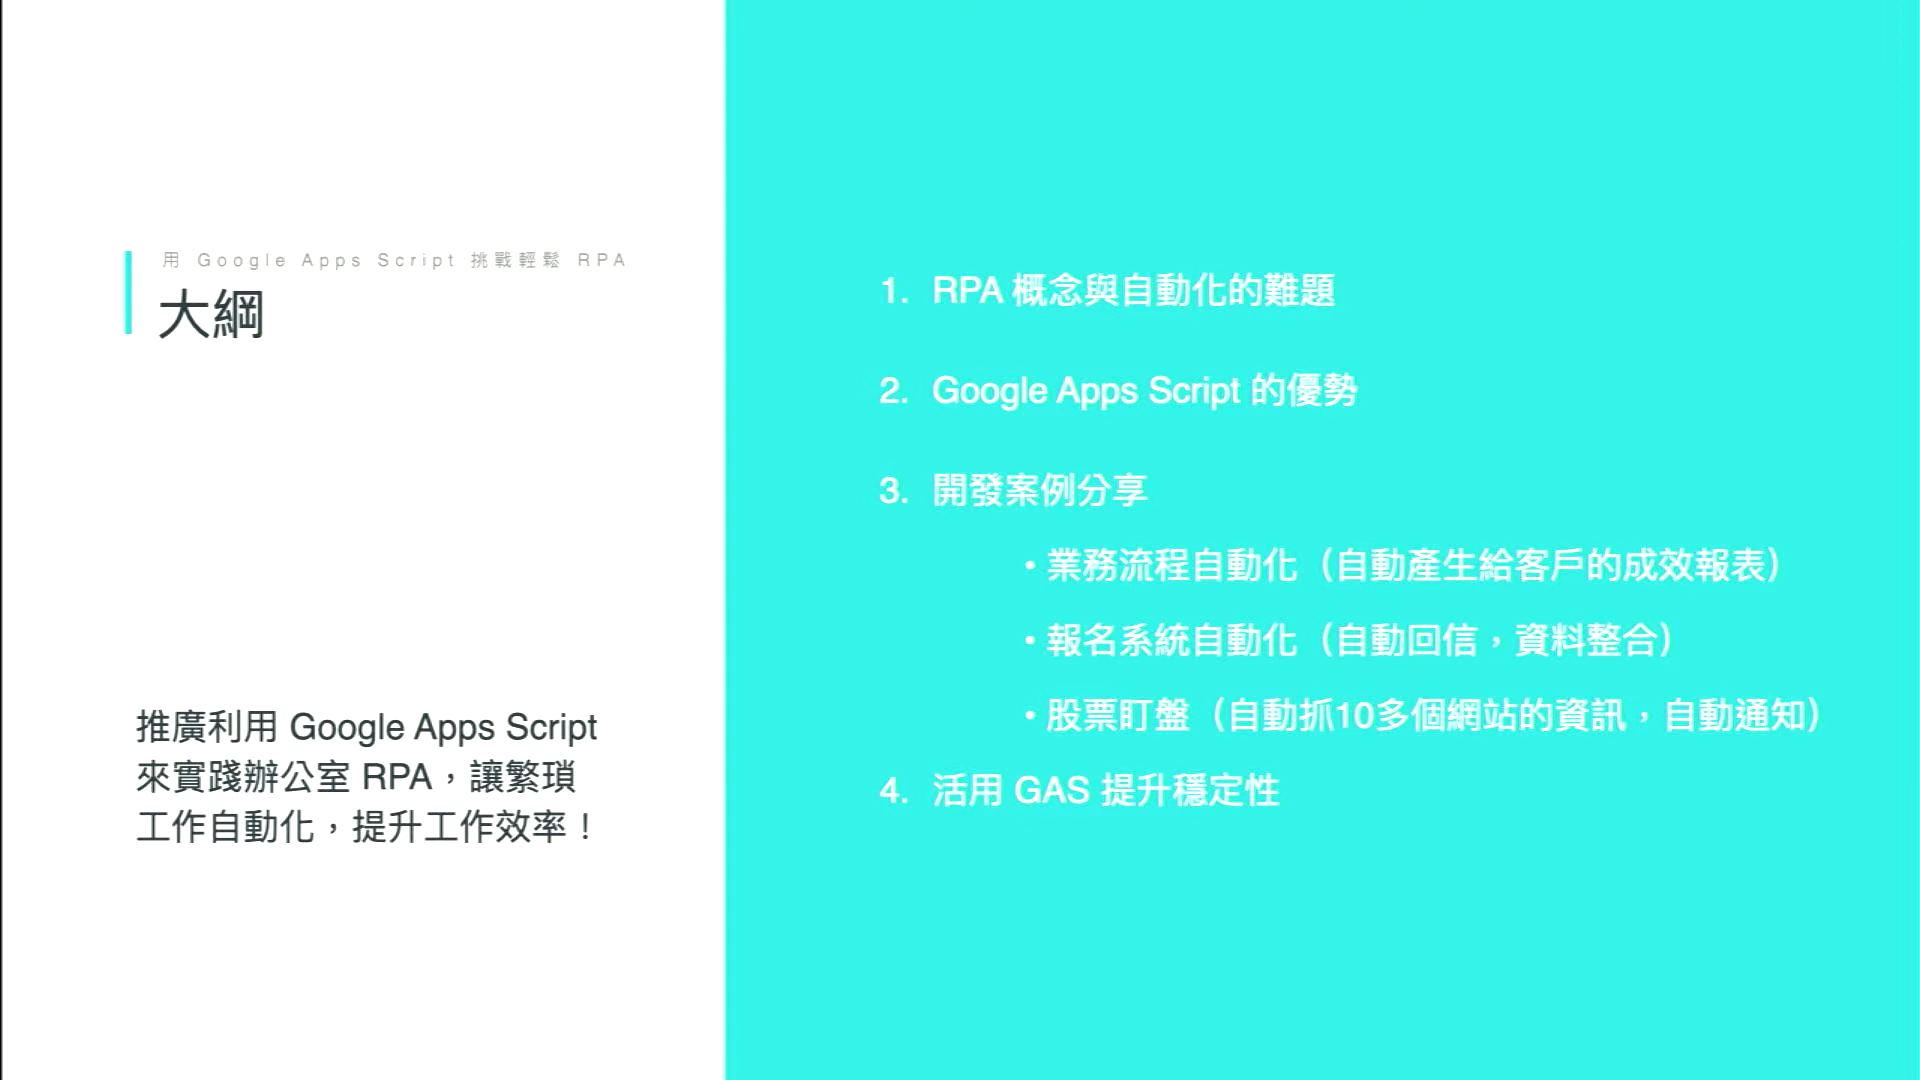 用 Google Apps Script 挑戰輕鬆 RPA
大綱
推廣利用 Google Apps Script
來實踐辦公室 RPA，讓繁瑣
工作自動化，提升工作效率！
1. RPA 概念與自動化的難題
2. Google Apps Script 的優勢
3. 開發案例分享
• 業務流程自動化（自動產生給客戶的成效報表）
• 報名系統自動化（自動回信，資料整合）
• 股票盯盤（自動抓10多個網站的資訊，自動通知）
4. 活用 GAS 提升穩定性